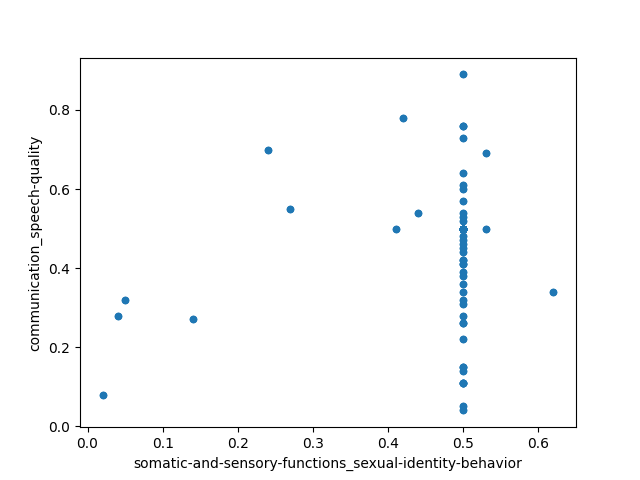 communication_speech-quality
0.8
0.6
0.4
0.2
0.0
0.0 0.1 0.2 0.3 0.4 0.5 0.6
somatic-and-sensory-functions_sexual-identity-behavior